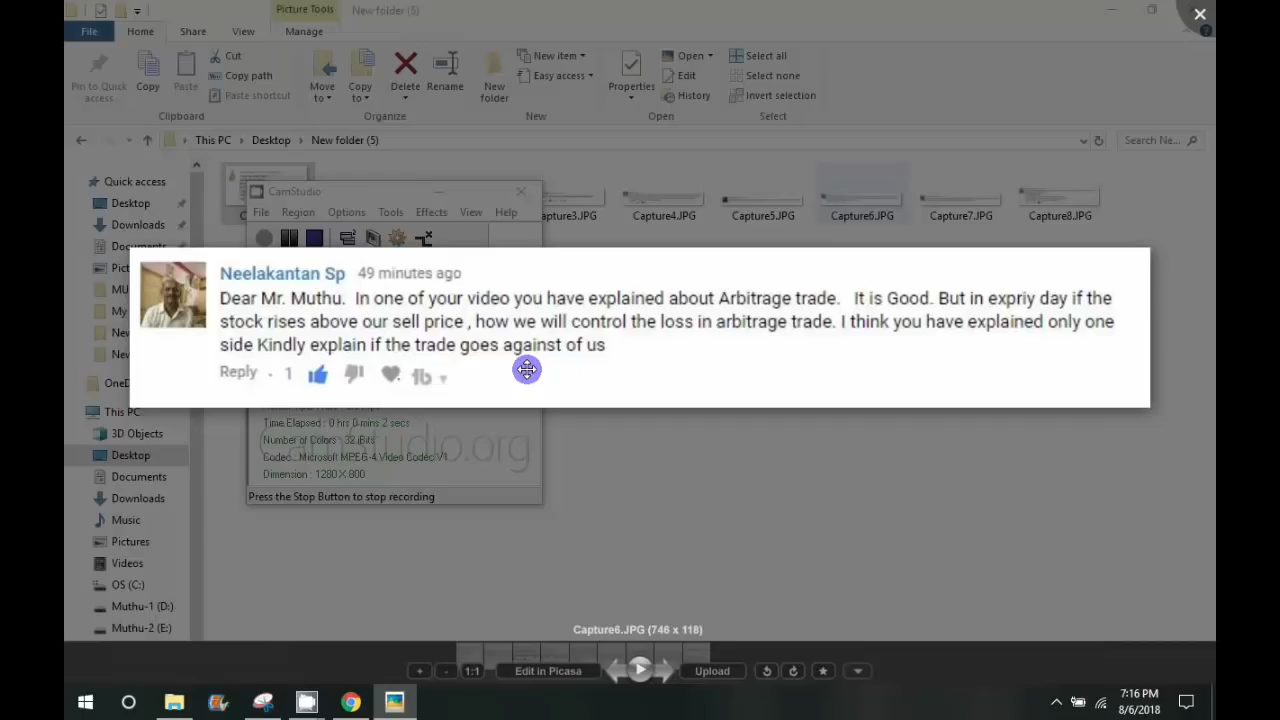 Picture Tools
New folder (5)
File
Home
Share
View
Manage
Pin to Quick access
Copy
Paste
Cut
Copy path
Paste shortcut
Move to
Copy to
Delete
Rename
New folder
New item
Easy access
Properties
Open
Edit
History
Select all
Select none
Invert selection
Clipboard
Organize
New
Open
Select
This PC
Desktop
New folder (5)
Search Ne...
Quick access
Desktop
Downloads
CamStudio
File Region Options Tools Effects View Help
Capture4.JPG
Capture5.JPG
Capture6.JPG
Capture7.JPG
Capture8.JPG
Neelakantan Sp 49 minutes ago
Dear Mr. Muthu. In one of your video you have explained about Arbitrage trade. It is Good. But in expriy day if the
stock rises above our sell price , how we will control the loss in arbitrage trade. I think you have explained only one
side Kindly explain if the trade goes against of us
Reply . 1
This PC
3D Objects
Desktop
Documents
Downloads
Music
Pictures
Videos
OS (C:)
Muthu-1 (D:)
Muthu-2 (E:)
Time Elapsed : 0 hrs 0 mins 2 secs
Number of Colors : 32 Bits
CamStudio.org
Codec : Microsoft MPEG-4 Video Codec V1
Dimension : 1280 X 800
Press the Stop Button to stop recording
Capture6.JPG (746 x 118)
+
-
1:1
Edit in Picasa
Upload
7:16 PM
8/6/2018